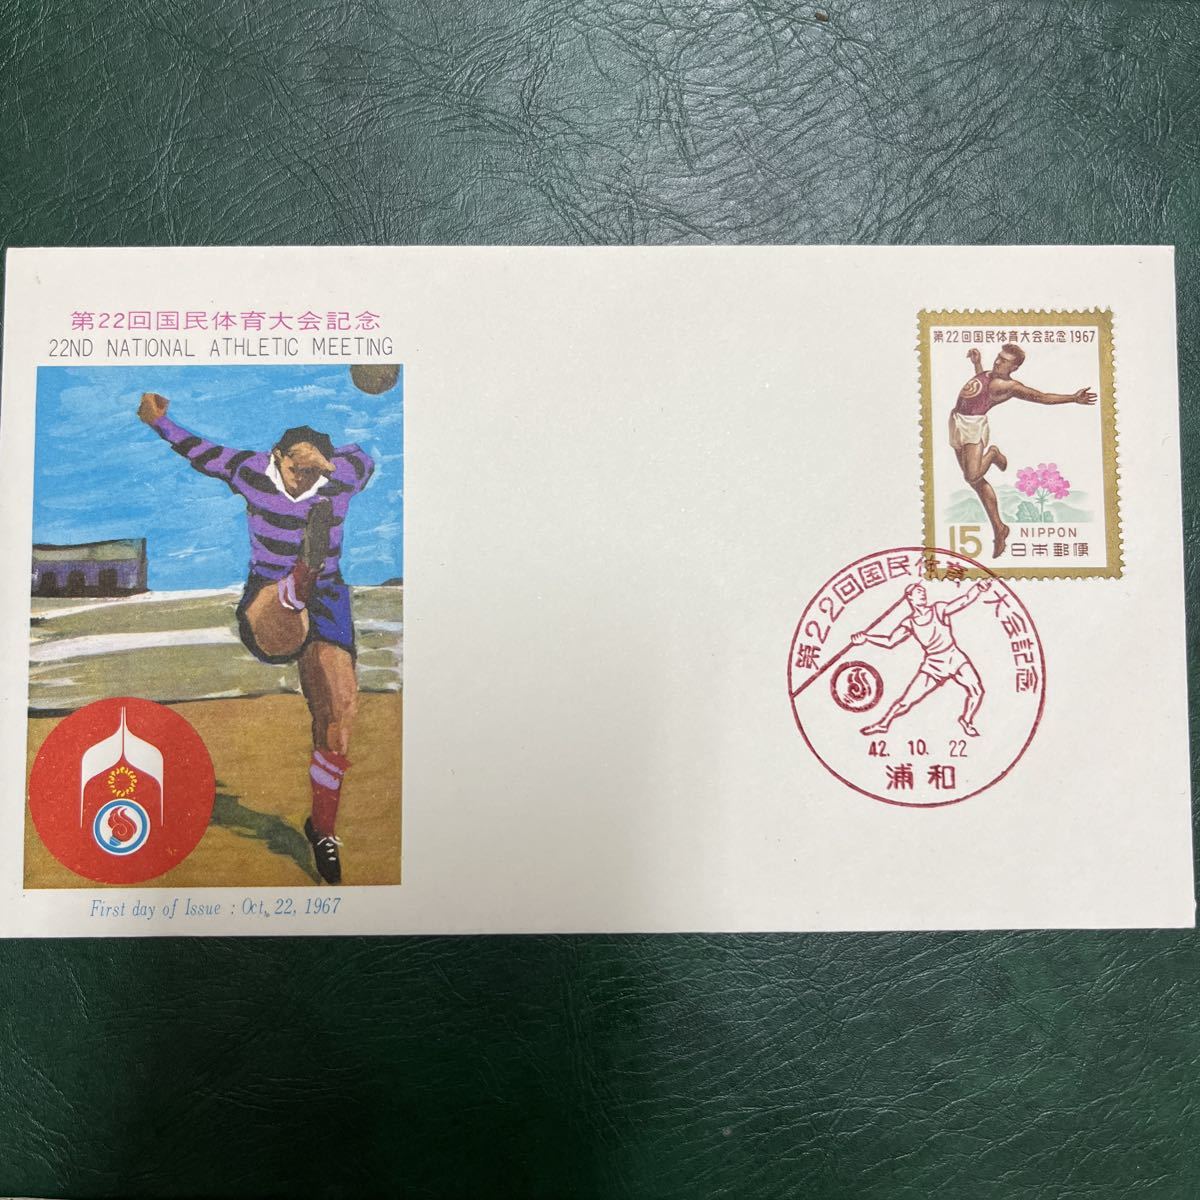 第22回国民体育大会記念
22ND NATIONAL ATHLETIC MEETING
First day of Issue : Oct, 22, 1967
第22回国民体育大会記念 1967
NIPPON
15
日本郵便
第22回国民体育大会記念
42. 10. 22
浦和